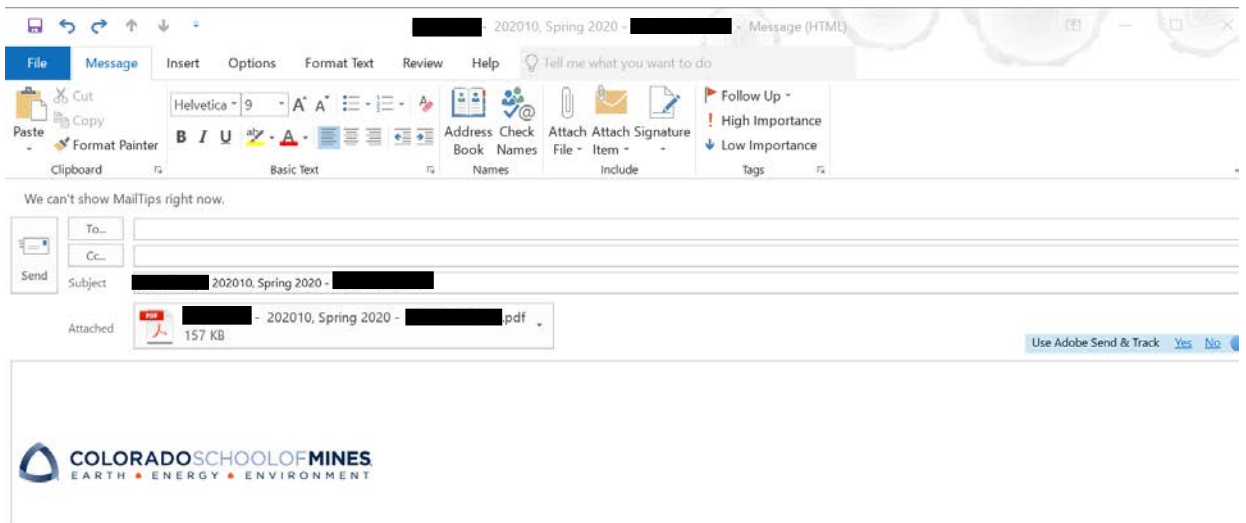 - 202010, Spring 2020 - - Message (HTML)
File Message Insert Options Format Text Review Help Tell me what you want to do
Paste
Cut
Copy
Format Painter
Clipboard
Helvetica 9 A A
B I U ab A
Basic Text
Address Book
Check Names
Names
Attach File
Attach Item
Signature
Include
Follow Up
High Importance
Low Importance
Tags
We can't show MailTips right now.
Send
To...
Cc...
Subject 202010, Spring 2020 -
Attached PDF - 202010, Spring 2020 - .pdf
157 KB
Use Adobe Send & Track Yes No
COLORADOSCHOOLOFMINES
EARTH ENERGY ENVIRONMENT